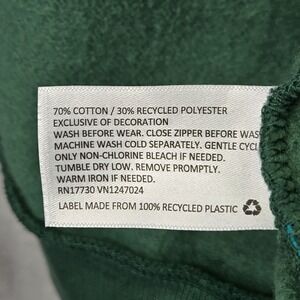 70% COTTON / 30% RECYCLED POLYESTER
EXCLUSIVE OF DECORATION
WASH BEFORE WEAR. CLOSE ZIPPER BEFORE WAS
MACHINE WASH COLD SEPARATELY. GENTLE CYCL
ONLY NON-CHLORINE BLEACH IF NEEDED.
TUMBLE DRY LOW. REMOVE PROMPTLY.
WARM IRON IF NEEDED.
RN17730 VN1247024
LABEL MADE FROM 100% RECYCLED PLASTIC